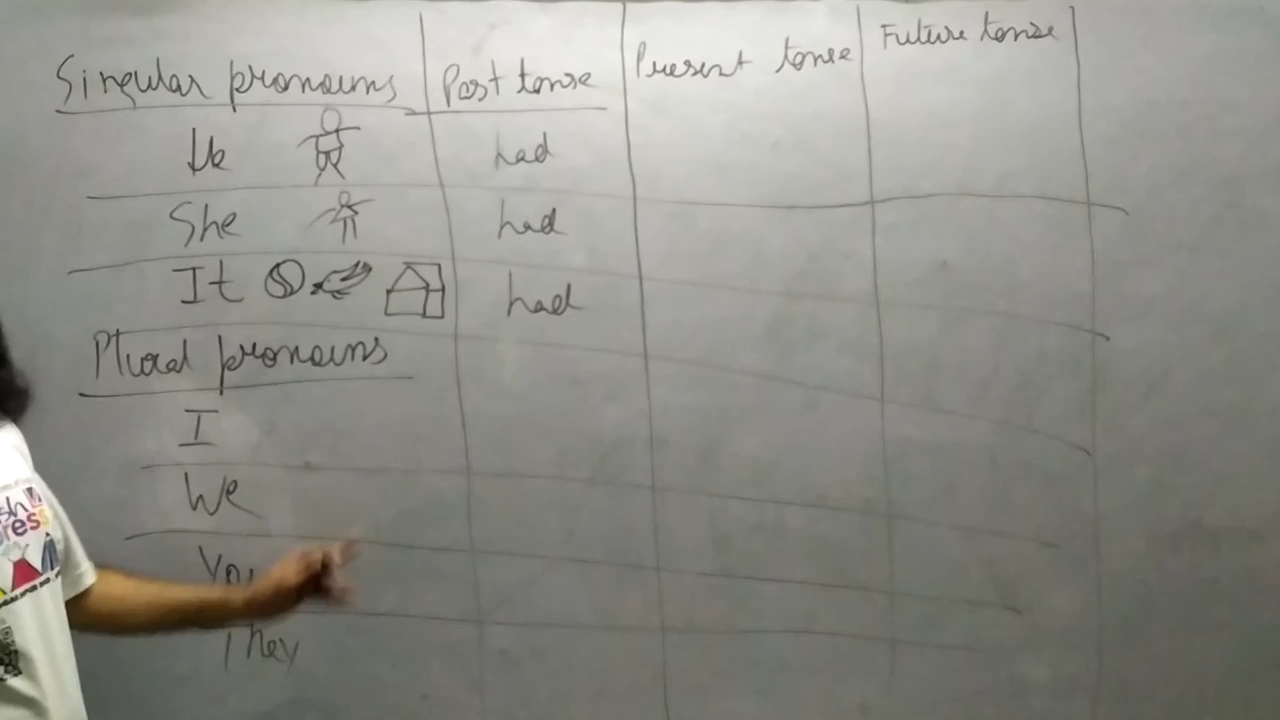 Singular pronouns Past tense Present tense Future tense
He had
She had
It had
Plural pronouns
I
We
You
They